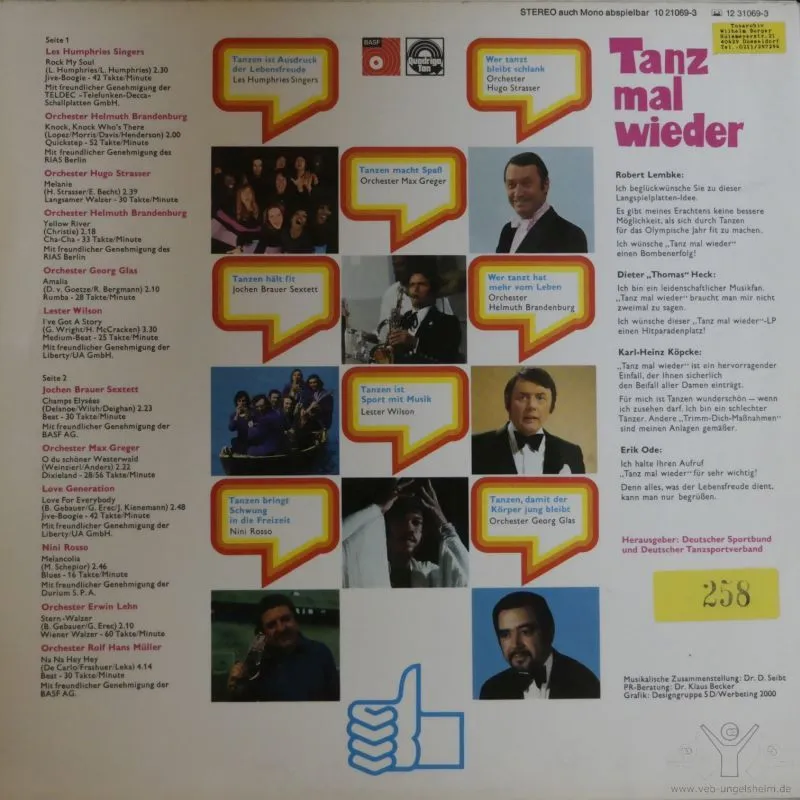 STEREO auch Mono abspielbar 10 21069-3 12 31069-3
Tonarchiv
Wilhelm Berger
40629 Duesseldorf
Seite 1
Les Humphries Singers
Rock My Soul
(L. Humphries/L. Humphries) 2.30
Jive-Boogie - 42 Takte/Minute
Mit freundlicher Genehmigung der
TELDEC »Telefunken-Decca«
Schallplatten GmbH.
Orchester Helmuth Brandenburg
Knock, Knock Who's There
(Lopez/Morris/Davis/Henderson) 2.00
Quickstep - 52 Takte/Minute
Mit freundlicher Genehmigung des
RIAS Berlin
Orchester Hugo Strasser
Melanie
(H. Strasser/E. Becht) 2.39
Langsamer Walzer - 30 Takte/Minute
Orchester Helmuth Brandenburg
Yellow River
(Christie) 2.18
Cha-Cha - 33 Takte/Minute
Mit freundlicher Genehmigung des
RIAS Berlin
Orchester Georg Glas
Amalia
(D. v. Goetze/R. Bergmann) 2.10
Rumba - 28 Takte/Minute
Lester Wilson
I've Got A Story
(G. Wright/H. McCracken) 3.30
Medium-Beat - 25 Takte/Minute
Mit freundlicher Genehmigung der
Liberty/UA GmbH.
Seite 2
Jochen Brauer Sextett
Champs Elysées
(Delanoe/Wilsh/Deighan) 2.23
Beat - 30 Takte/Minute
Mit freundlicher Genehmigung der
BASF AG.
Orchester Max Greger
O du schöner Westerwald
(Weinzierl/Anders) 2.22
Dixieland - 28/56 Takte/Minute
Love Generation
Love For Everybody
(B. Gebauer/G. Erec/J. Kienemann) 2.48
Jive-Boogie - 42 Takte/Minute
Mit freundlicher Genehmigung der
Liberty/UA GmbH.
Nini Rosso
Melancolia
(M. Schepior) 2.46
Blues - 16 Takte/Minute
Mit freundlicher Genehmigung der
Durium S.P.A.
Orchester Erwin Lehn
Stern-Walzer
(B. Gebauer/G. Erec) 2.10
Wiener Walzer - 60 Takte/Minute
Orchester Rolf Hans Müller
Na Na Hey Hey
(De Carlo/Frashuer/Leka) 4.14
Beat - 30 Takte/Minute
Mit freundlicher Genehmigung der
BASF AG.
Tanzen ist Ausdruck
der Lebensfreude
Les Humphries Singers
BASF
Quadriga
Ton
Wer tanzt
bleibt schlank
Orchester
Hugo Strasser
Tanzen macht Spaß
Orchester Max Greger
Tanzen hält fit
Jochen Brauer Sextett
Wer tanzt hat
mehr vom Leben
Orchester
Helmuth Brandenburg
Tanzen ist
Sport mit Musik
Lester Wilson
Tanzen bringt
Schwung
in die Freizeit
Nini Rosso
Tanzen, damit der
Körper jung bleibt
Orchester Georg Glas
Tanz
mal
wieder
Robert Lembke:
Ich beglückwünsche Sie zu dieser
Langspielplatten-Idee.
Es gibt meines Erachtens keine bessere
Möglichkeit, als sich durch Tanzen
für das Olympische Jahr fit zu machen.
Ich wünsche „Tanz mal wieder“
einen Bombenerfolg!
Dieter „Thomas“ Heck:
Ich bin ein leidenschaftlicher Musikfan.
„Tanz mal wieder“ braucht man mir nicht
zweimal zu sagen.
Ich wünsche dieser „Tanz mal wieder“-LP
einen Hitparadenplatz!
Karl-Heinz Köpcke:
„Tanz mal wieder“ ist ein hervorragender
Einfall, der Ihnen sicherlich
den Beifall aller Damen einträgt.
Für mich ist Tanzen wunderschön — wenn
ich zusehen darf. Ich bin ein schlechter
Tänzer. Andere „Trimm-Dich-Maßnahmen“
sind meinen Anlagen gemäßer.
Erik Ode:
Ich halte Ihren Aufruf
„Tanz mal wieder“ für sehr wichtig!
Denn alles, was der Lebensfreude dient,
kann man nur begrüßen.
Herausgeber: Deutscher Sportbund
und Deutscher Tanzsportverband
258
Musikalische Zusammenstellung: Dr. D. Seibt
PR-Beratung: Dr. Klaus Becker
Grafik: Designgruppe 5D/Werbeting 2000
www.veb-ungelsheim.de